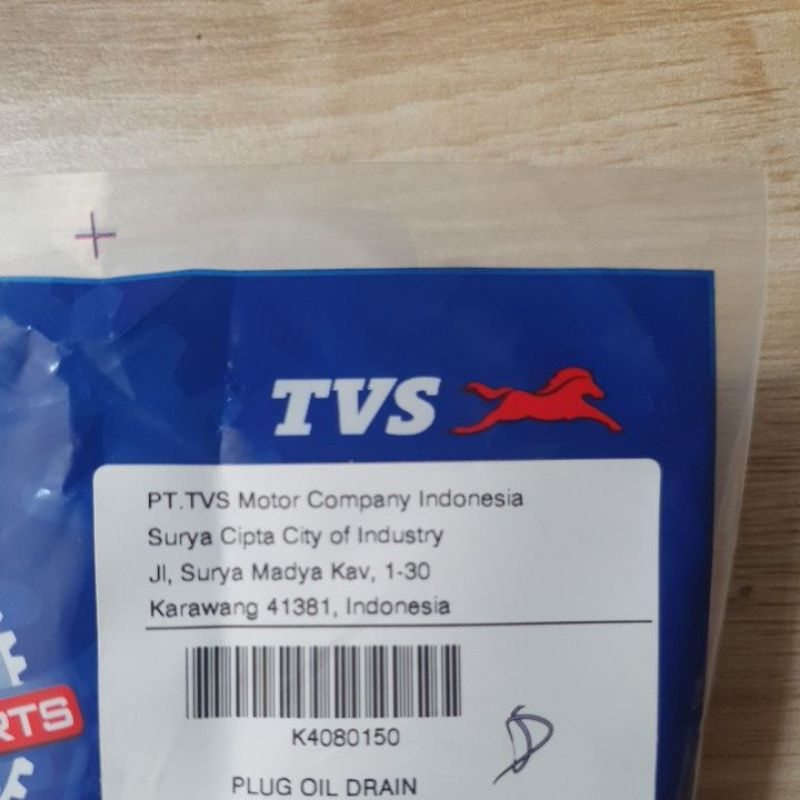 TVS
PT.TVS Motor Company Indonesia
Surya Cipta City of Industry
Jl, Surya Madya Kav, 1-30
Karawang 41381, Indonesia
K4080150
PLUG OIL DRAIN